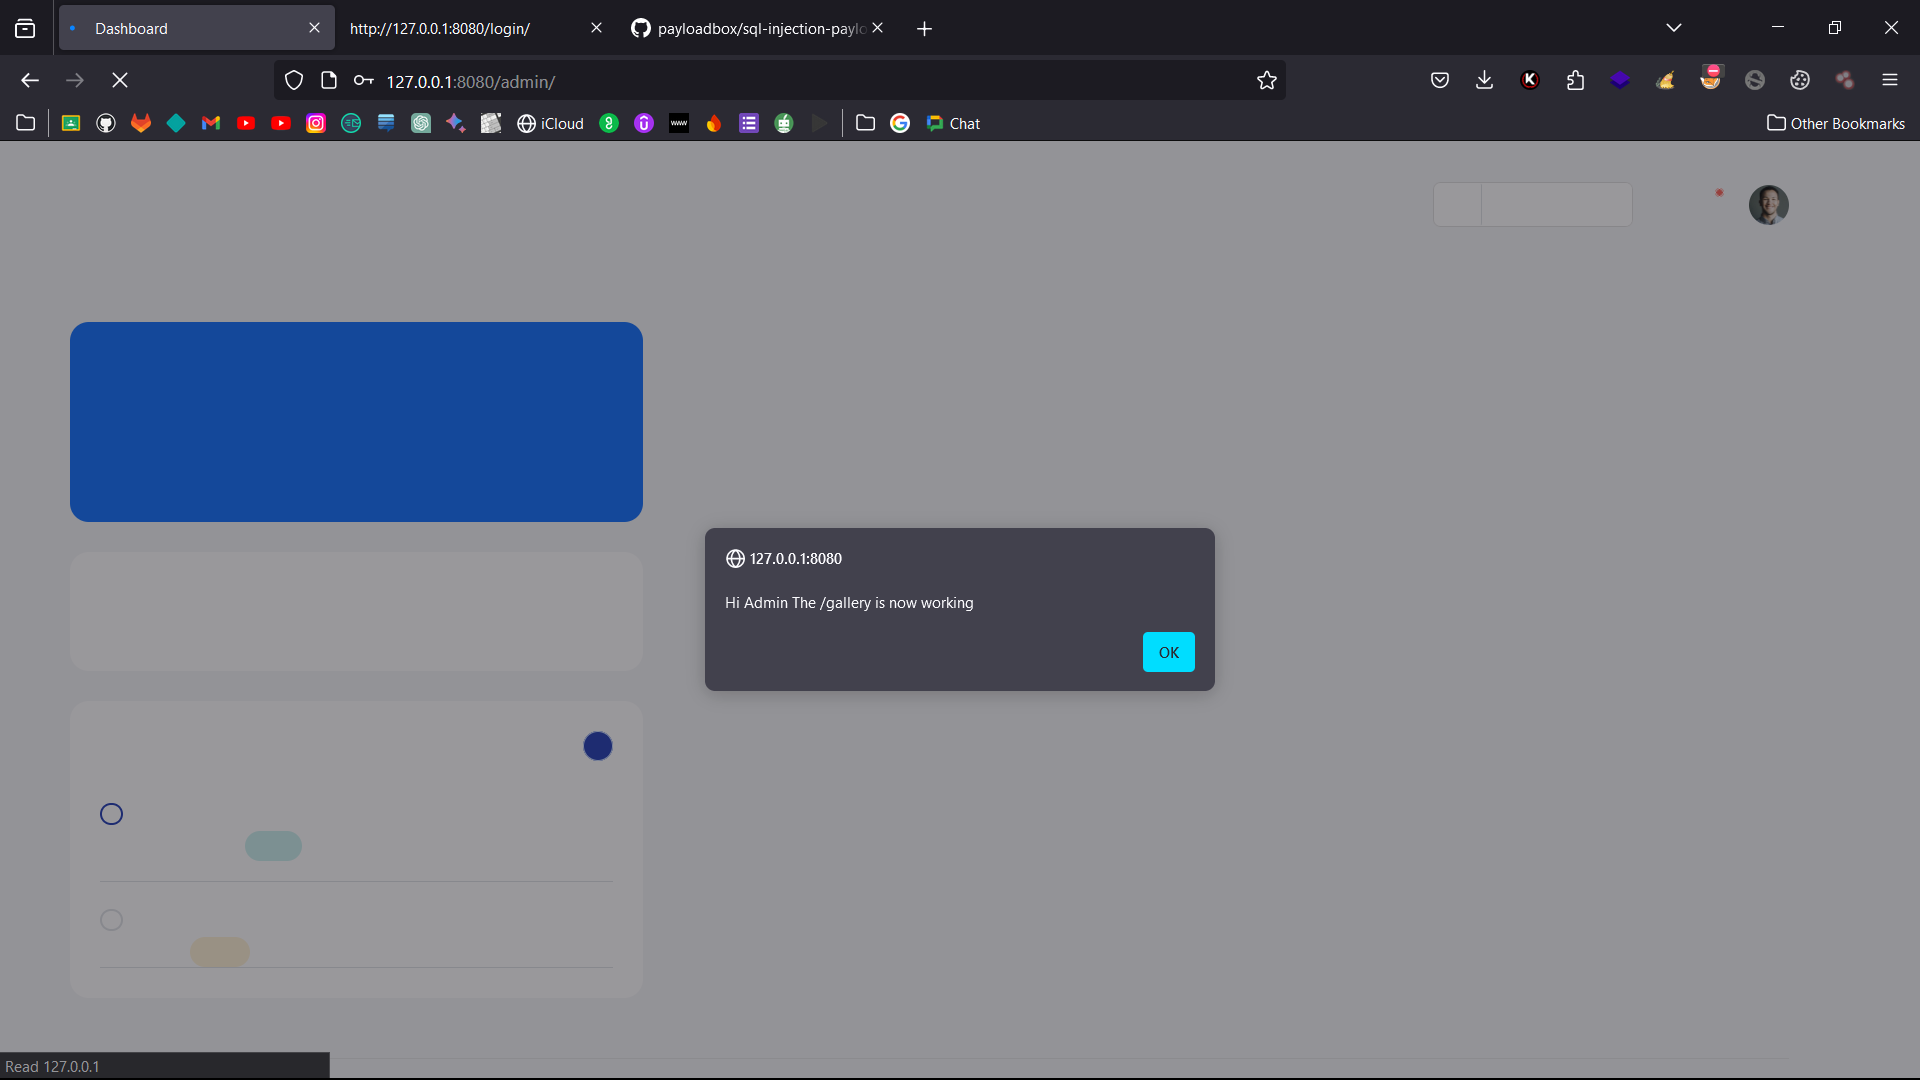 Dashboard
http://127.0.0.1:8080/login/
payloadbox/sql-injection-paylo
127.0.0.1:8080/admin/
iCloud
Chat
Other Bookmarks
127.0.0.1:8080
Hi Admin The /gallery is now working
OK
Read 127.0.0.1